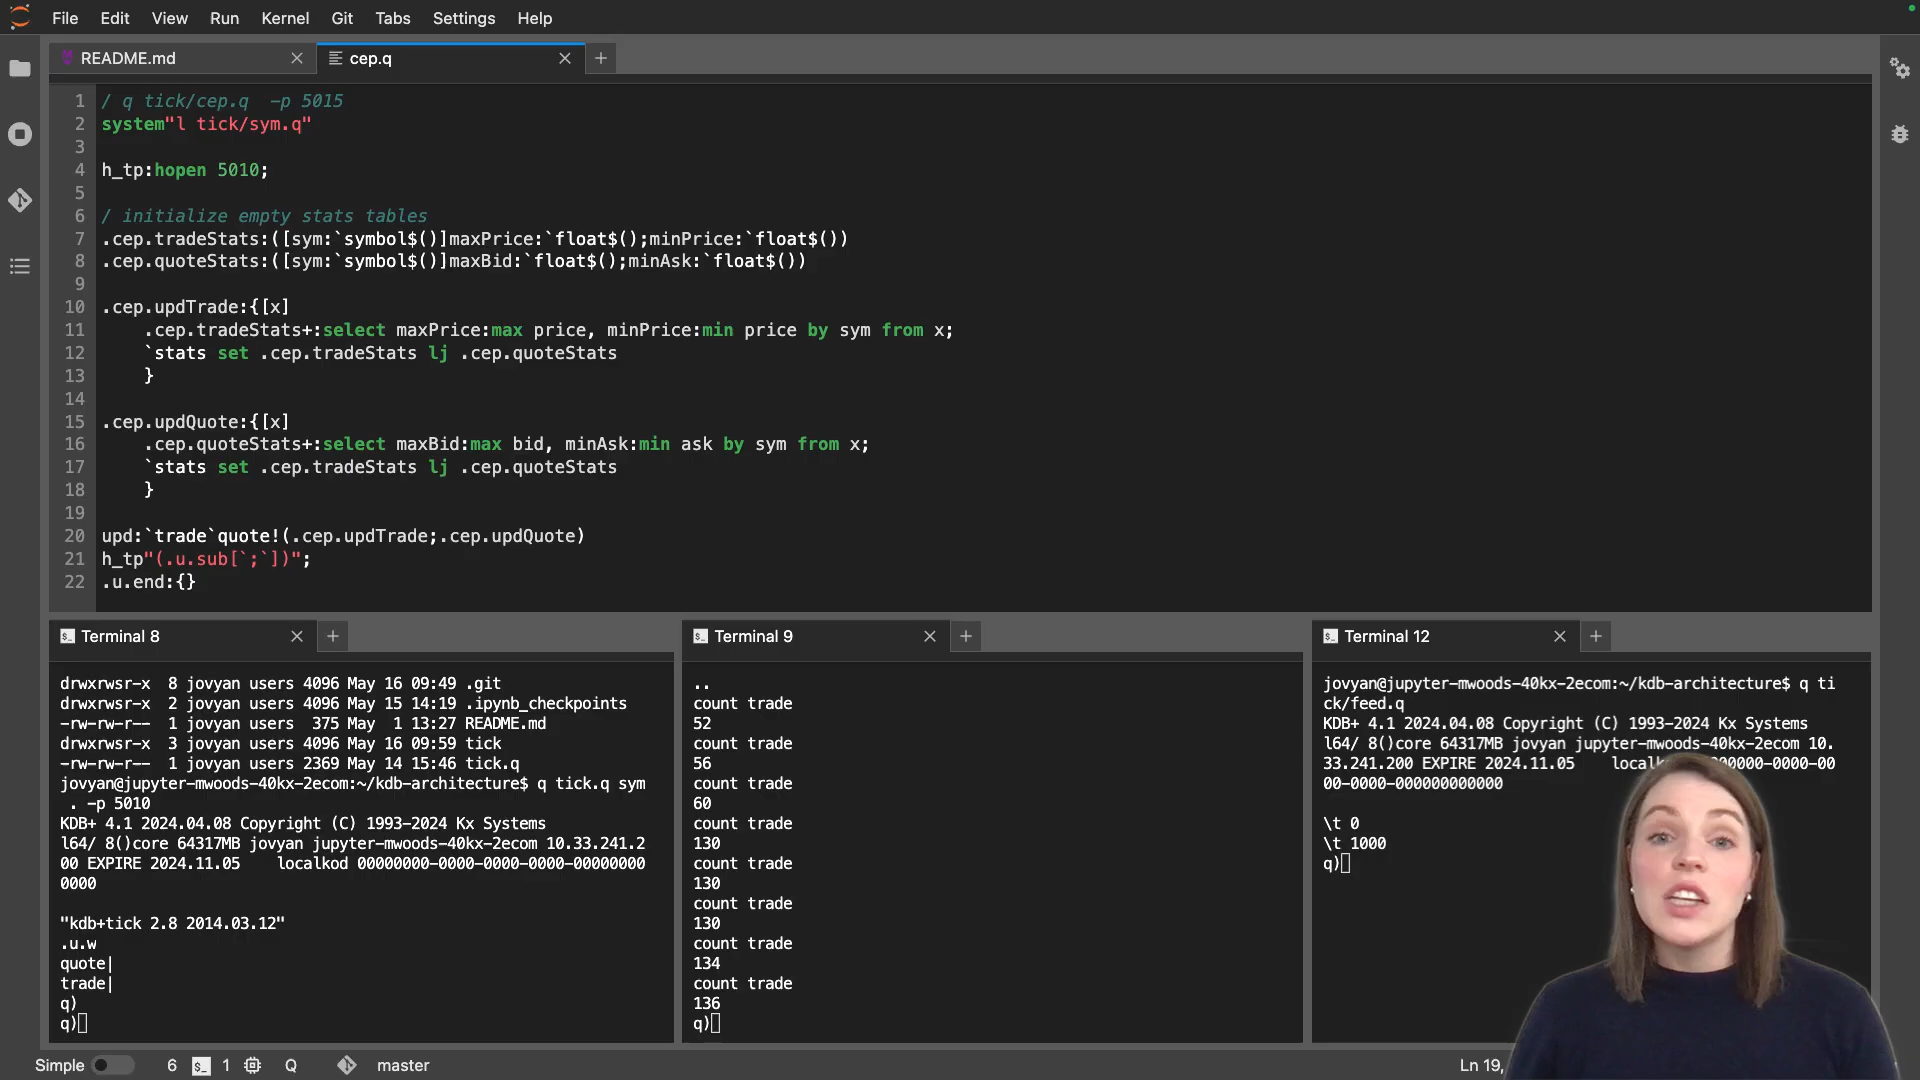 File Edit View Run Kernel Git Tabs Settings Help
README.md
cep.q
1 / q tick/cep.q  -p 5015
2 system"l tick/sym.q"
3
4 h_tp:hopen 5010;
5
6 / initialize empty stats tables
7 .cep.tradeStats:([sym:`symbol$()]maxPrice:`float$();minPrice:`float$())
8 .cep.quoteStats:([sym:`symbol$()]maxBid:`float$();minAsk:`float$())
9
10 .cep.updTrade:{[x]
11     .cep.tradeStats+:select maxPrice:max price, minPrice:min price by sym from x;
12     `stats set .cep.tradeStats lj .cep.quoteStats
13     }
14
15 .cep.updQuote:{[x]
16     .cep.quoteStats+:select maxBid:max bid, minAsk:min ask by sym from x;
17     `stats set .cep.tradeStats lj .cep.quoteStats
18     }
19
20 upd:`trade`quote!(.cep.updTrade;.cep.updQuote)
21 h_tp"(.u.sub[`;`])";
22 .u.end:{}
Terminal 8
drwxrwsr-x  8 jovyan users 4096 May 16 09:49 .git
drwxrwsr-x  2 jovyan users 4096 May 15 14:19 .ipynb_checkpoints
-rw-rw-r--  1 jovyan users  375 May  1 13:27 README.md
drwxrwsr-x  3 jovyan users 4096 May 16 09:59 tick
-rw-rw-r--  1 jovyan users 2369 May 14 15:46 tick.q
jovyan@jupyter-mwoods-40kx-2ecom:~/kdb-architecture$ q tick.q sym
. -p 5010
KDB+ 4.1 2024.04.08 Copyright (C) 1993-2024 Kx Systems
l64/ 8()core 64317MB jovyan jupyter-mwoods-40kx-2ecom 10.33.241.2
00 EXPIRE 2024.11.05    localkod 00000000-0000-0000-0000-00000000
0000
"kdb+tick 2.8 2014.03.12"
.u.w
quote|
trade|
q)
q)
Terminal 9
..
count trade
52
count trade
56
count trade
60
count trade
130
count trade
130
count trade
130
count trade
134
count trade
136
q)
Terminal 12
jovyan@jupyter-mwoods-40kx-2ecom:~/kdb-architecture$ q ti
ck/feed.q
KDB+ 4.1 2024.04.08 Copyright (C) 1993-2024 Kx Systems
l64/ 8()core 64317MB jovyan jupyter-mwoods-40kx-2ecom 10.
33.241.200 EXPIRE 2024.11.05    000000-0000-00
00-0000-000000000000
\t 0
\t 1000
q)
Simple 6 1 Q master Ln 19,